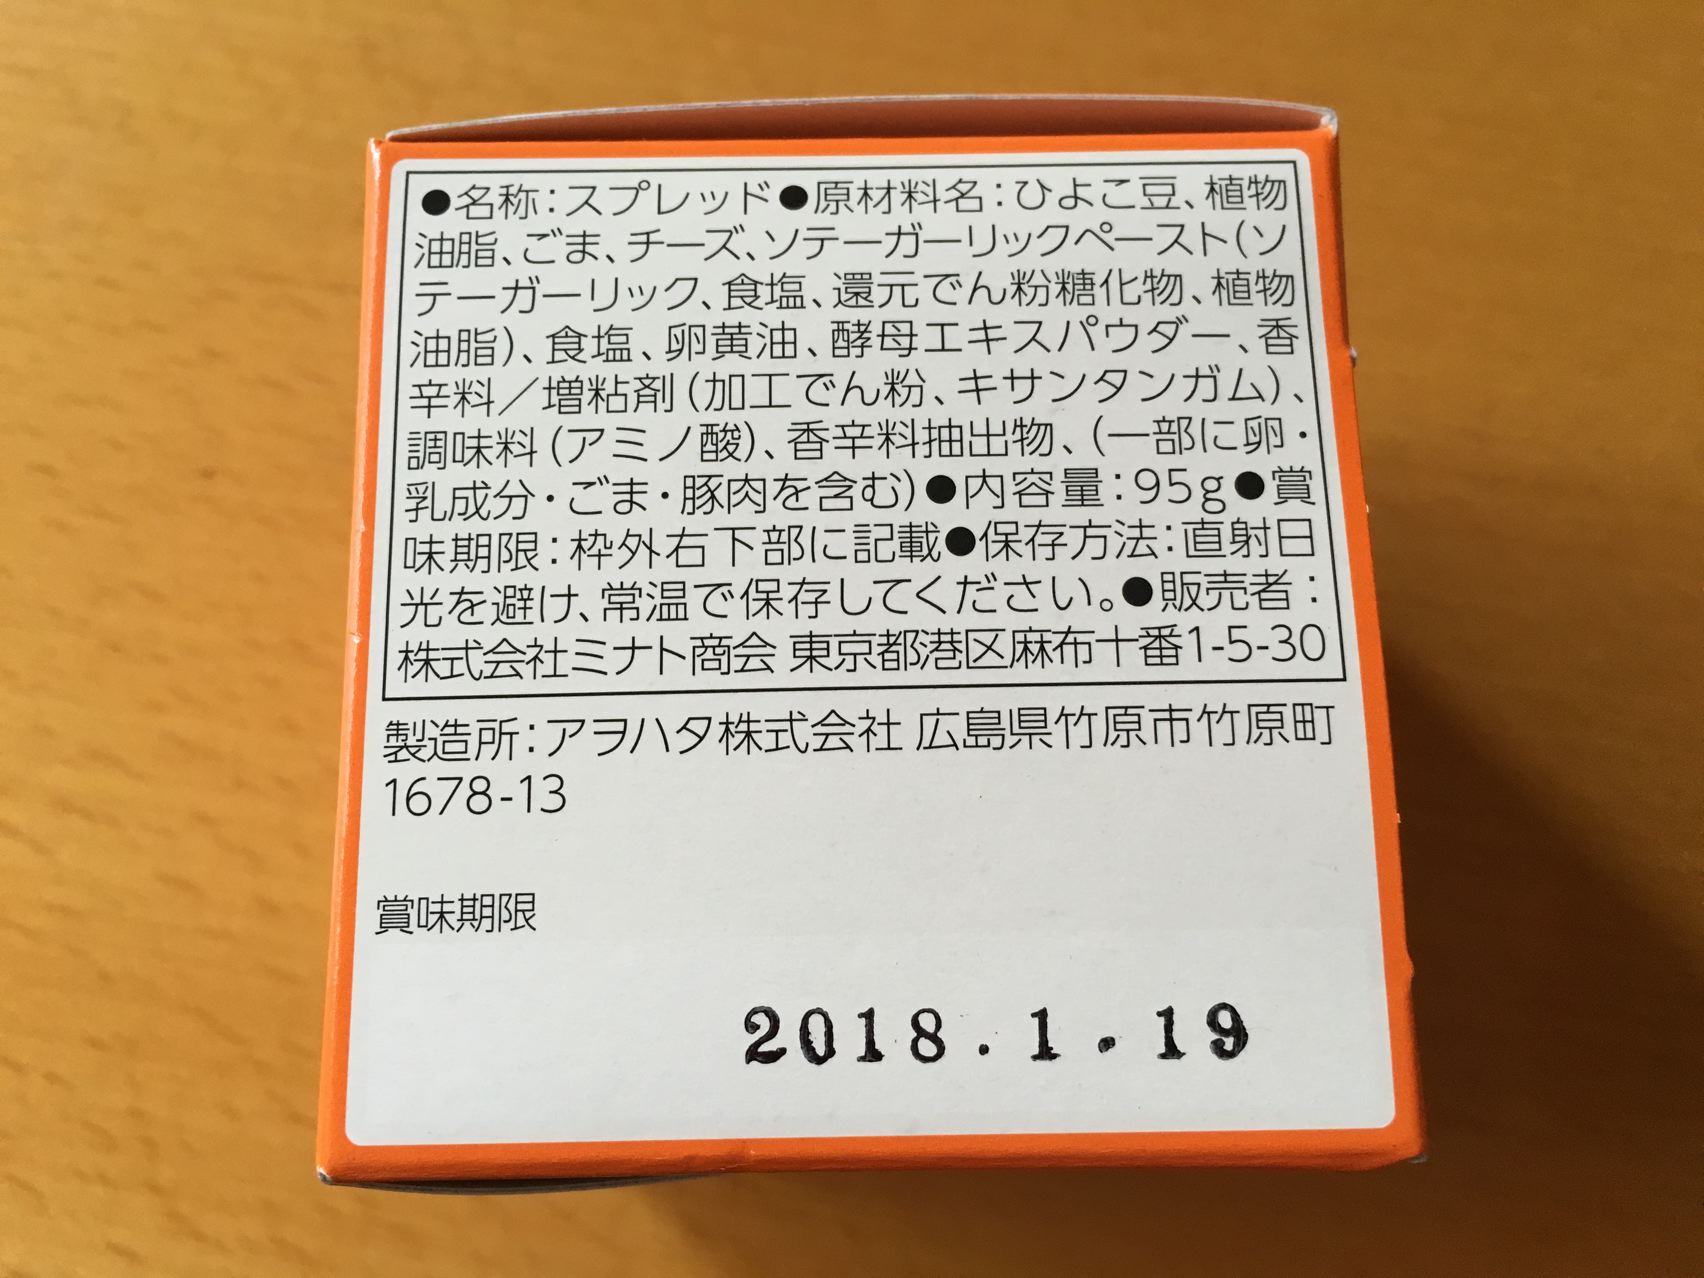 ●名称:スプレッド●原材料名:ひよこ豆、植物
油脂、ごま、チーズ、ソテーガーリックペースト(ソ
テーガーリック、食塩、還元でん粉糖化物、植物
油脂)、食塩、卵黄油、酵母エキスパウダー、香
辛料／増粘剤(加工でん粉、キサンタンガム)、
調味料(アミノ酸)、香辛料抽出物、(一部に卵・
乳成分・ごま・豚肉を含む)●内容量:95g●賞
味期限:枠外右下部に記載●保存方法:直射日
光を避け、常温で保存してください。●販売者:
株式会社ミナト商会 東京都港区麻布十番1-5-30
製造所:アヲハタ株式会社 広島県竹原市竹原町
1678-13
賞味期限
2018.1.19